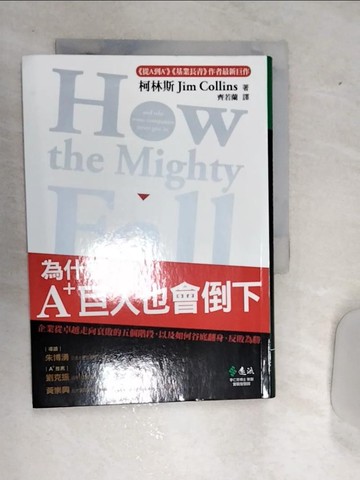 《從A到A+》《基業長青》作者最新巨作
柯林斯 Jim Collins 著
齊若蘭 譯
How
the Mighty
Fall
為什
A+巨人也會倒下
企業從卓越走向衰敗的五個階段，以及如何谷底翻身，反敗為勝
朱博湧
劉克振
黃崇興
遠流